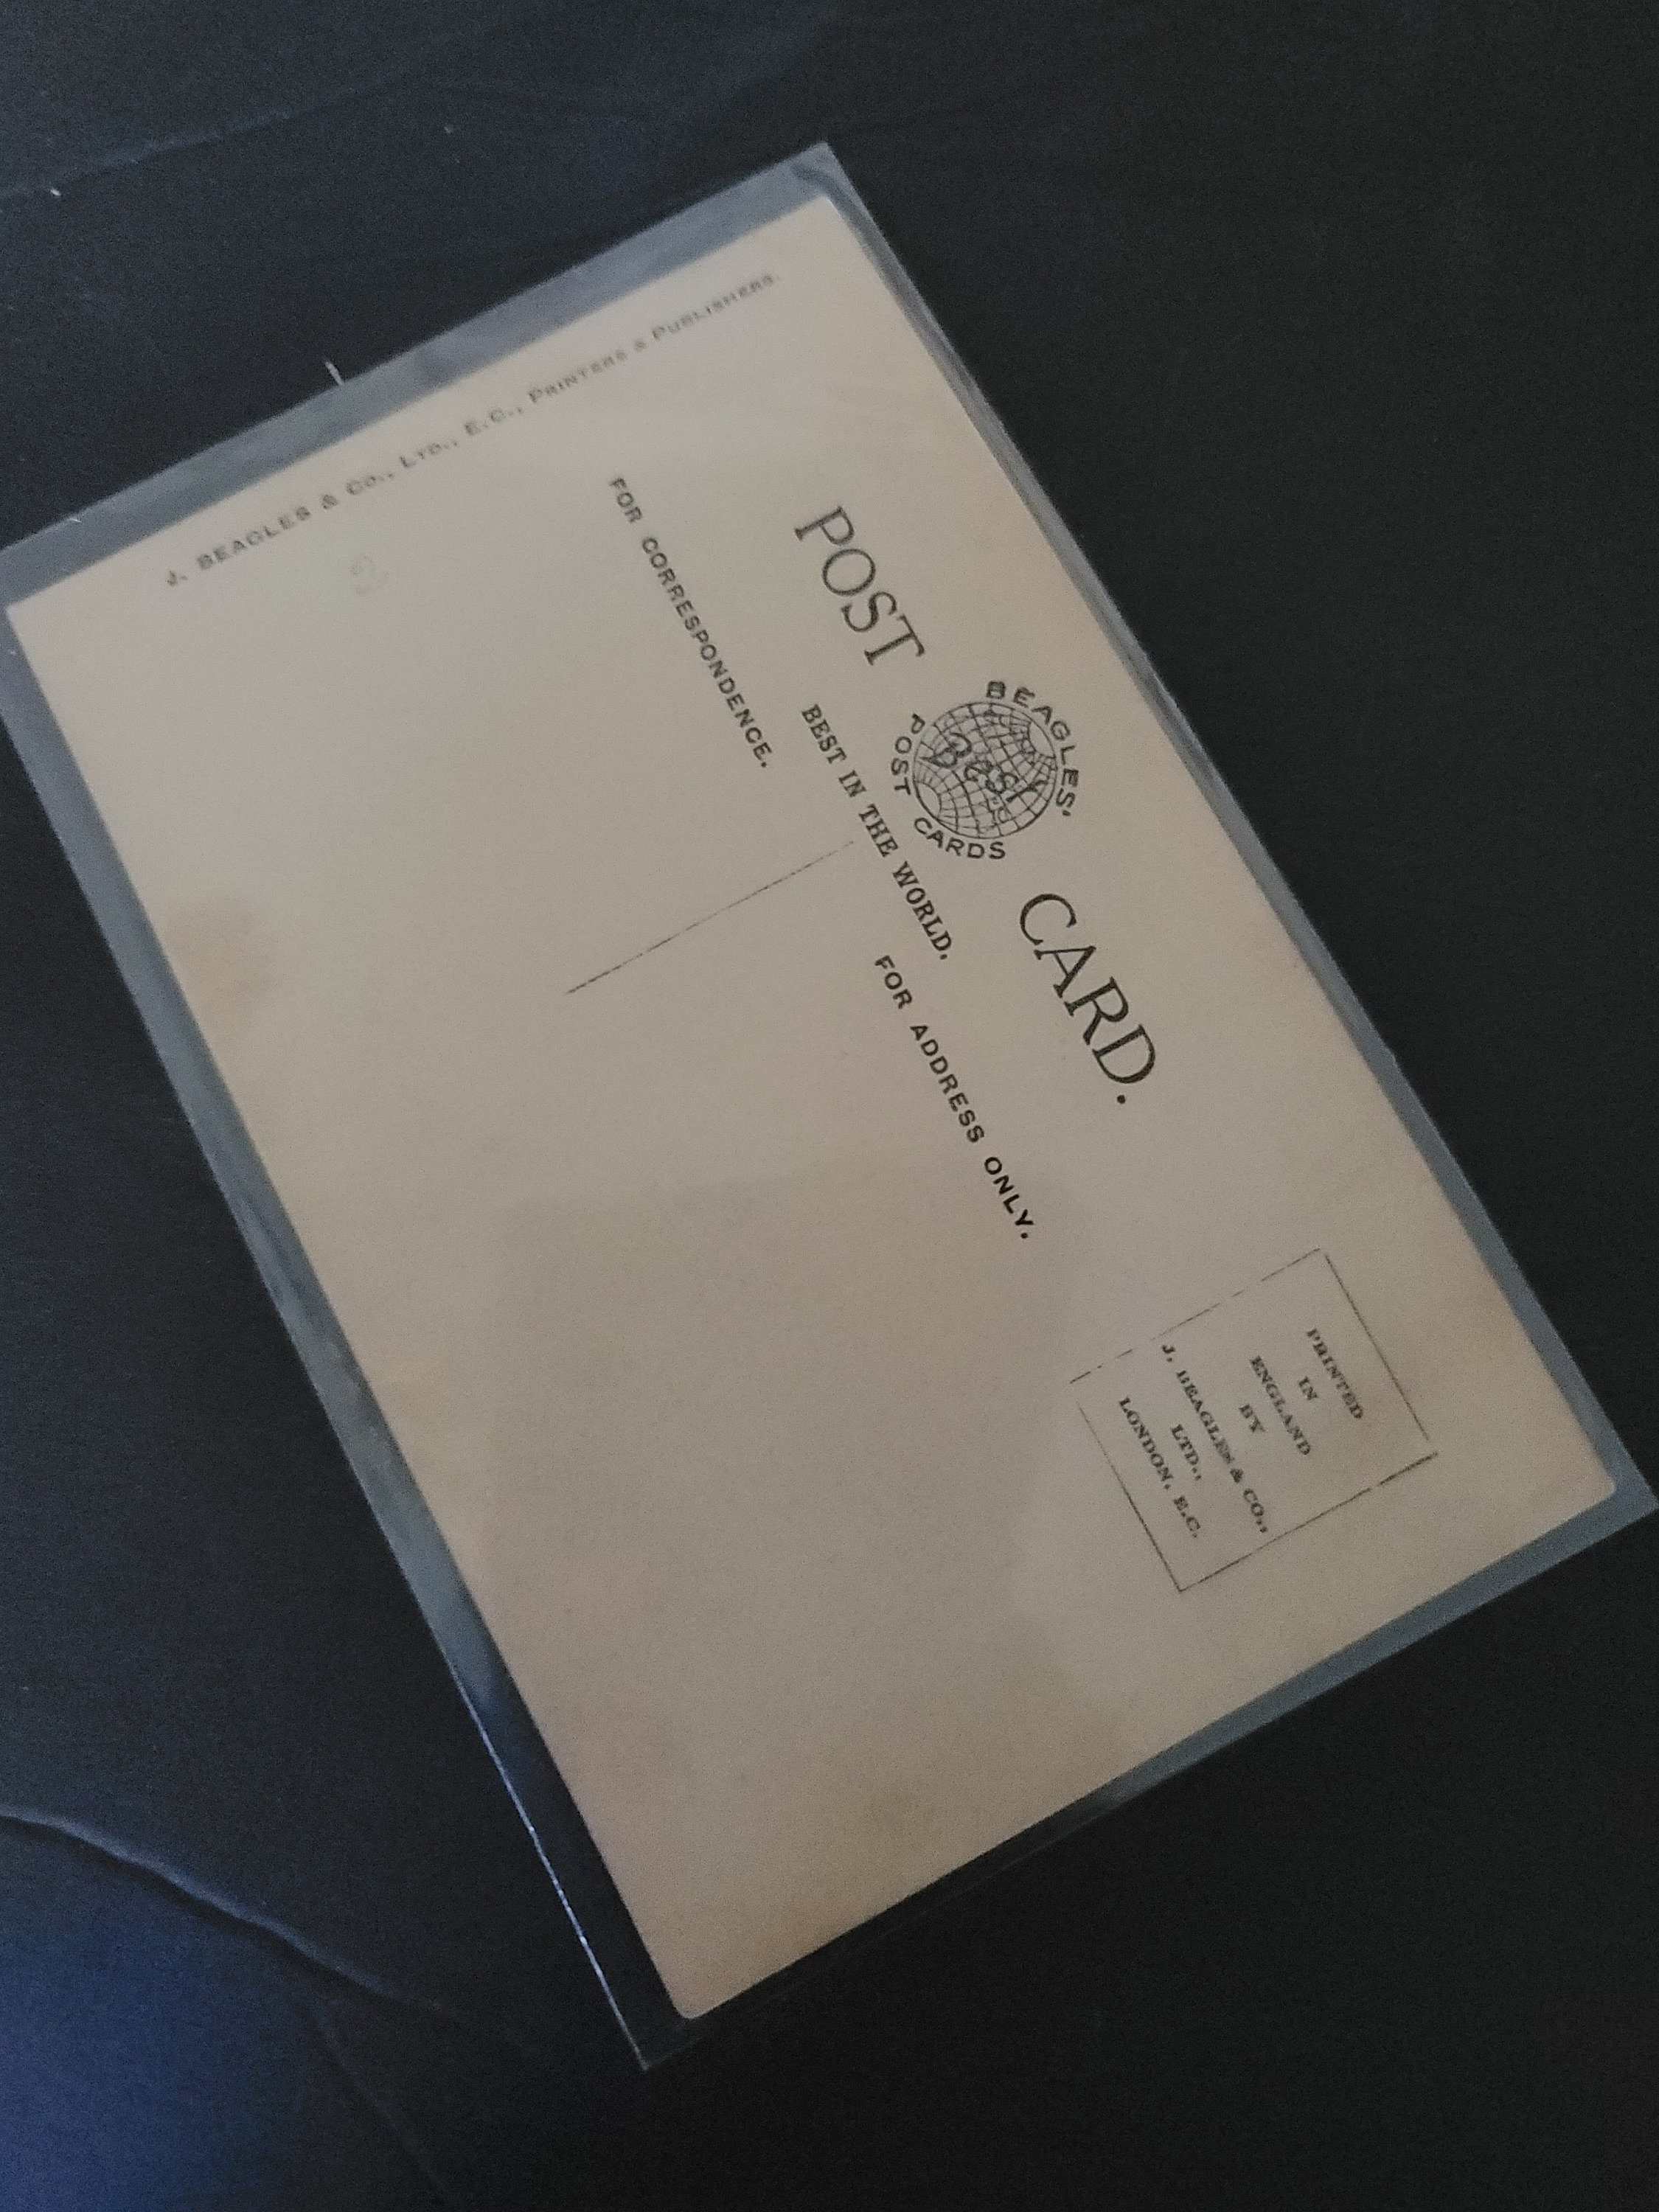 POST CARD.
BEAGLES.
Best
POST CARDS
BEST IN THE WORLD.
FOR CORRESPONDENCE.
FOR ADDRESS ONLY.
PRINTED
IN
ENGLAND
BY
J. BEAGLES & CO.,
LTD.,
LONDON, E.C.
J. BEAGLES & Co., LTD., E.C., PRINTERS & PUBLISHERS.